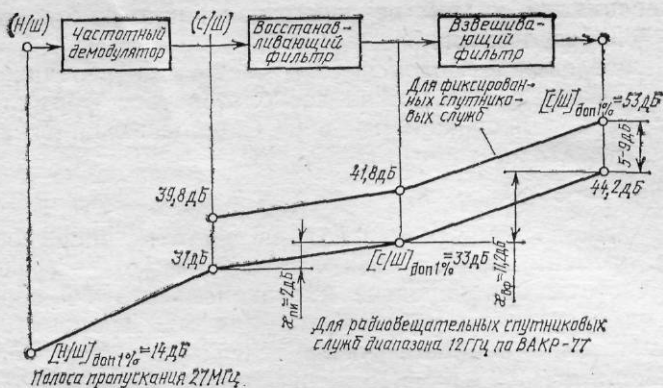 (Н/Ш)
(С/Ш)
Частотный
демодулятор
Восстанав-
ливающий
фильтр
Взвешива-
ющий
фильтр
Для фиксирован-
ных спутнико-
вых служб
[С/Ш]доп1%=53дБ
5-9дБ
39,8дБ
41,8дБ
44,2дБ
31дБ
æпи=2дБ
[С/Ш]доп1%=33дБ
æвф=11,2дБ
[Н/Ш]доп1%=14дБ
Полоса пропускания 27МГц
Для радиовещательных спутниковых
служб диапазона 12ГГц по ВАКР-77